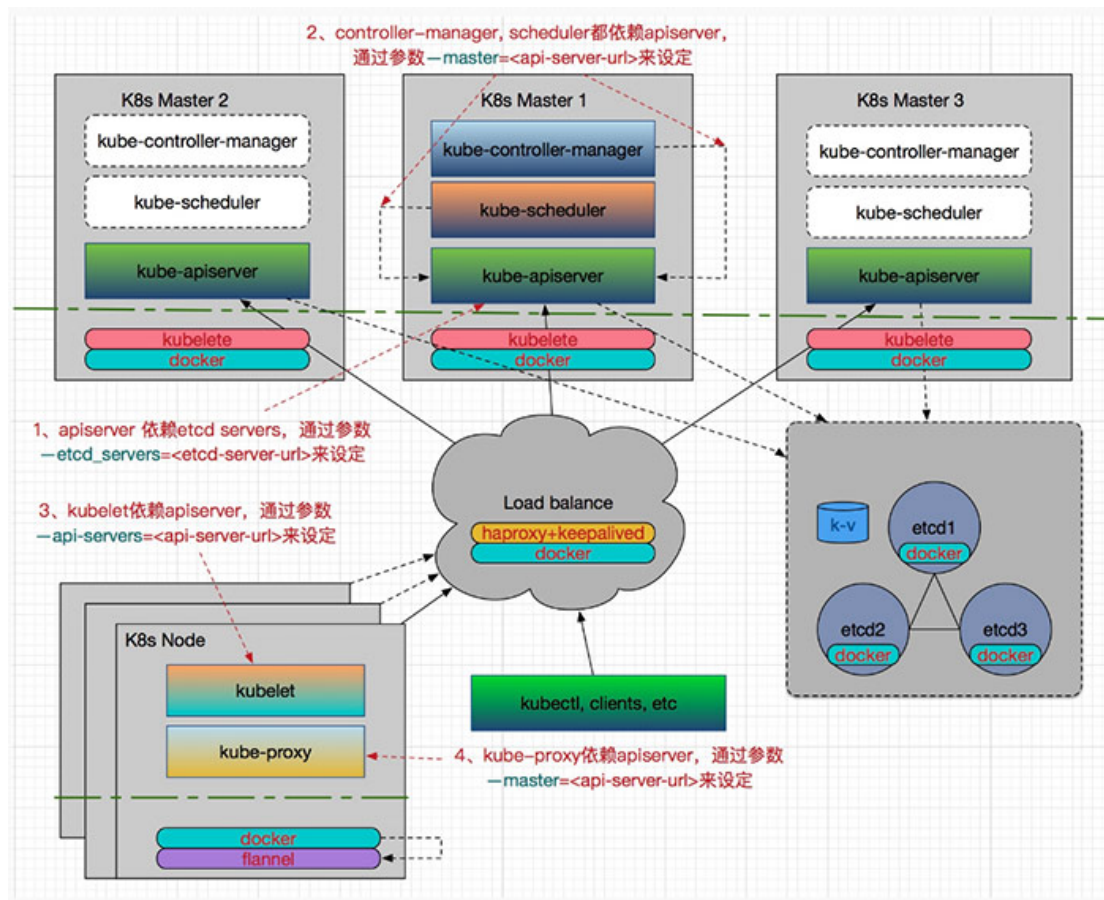 2、controller-manager, scheduler都依赖apiserver,
通过参数—master=<api-server-url>来设定
K8s Master 2
kube-controller-manager
kube-scheduler
kube-apiserver
kubelete
docker
K8s Master 1
kube-controller-manager
kube-scheduler
kube-apiserver
kubelete
docker
K8s Master 3
kube-controller-manager
kube-scheduler
kube-apiserver
kubelete
docker
1、apiserver 依赖etcd servers，通过参数
—etcd_servers=<etcd-server-url>来设定
3、kubelet依赖apiserver，通过参数
—api-servers=<api-server-url>来设定
Load balance
haproxy+keepalived
docker
k-v
etcd1
docker
etcd2
docker
etcd3
docker
K8s Node
kubelet
kube-proxy
docker
flannel
kubectl, clients, etc
4、kube-proxy依赖apiserver，通过参数
—master=<api-server-url>来设定